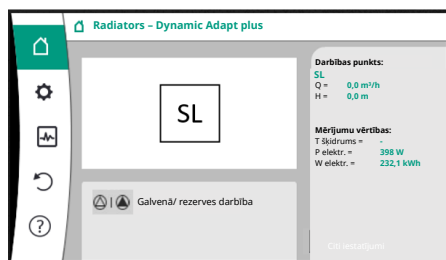 Radiators – Dynamic Adapt plus
SL
Galvenā/ rezerves darbība
Darbības punkts:
SL
Q = 0,0 m³/h
H = 0,0 m
Mērījumu vērtības:
T šķidrums = -
P elektr. = 398 W
W elektr. = 232,1 kWh
Citi iestatījumi